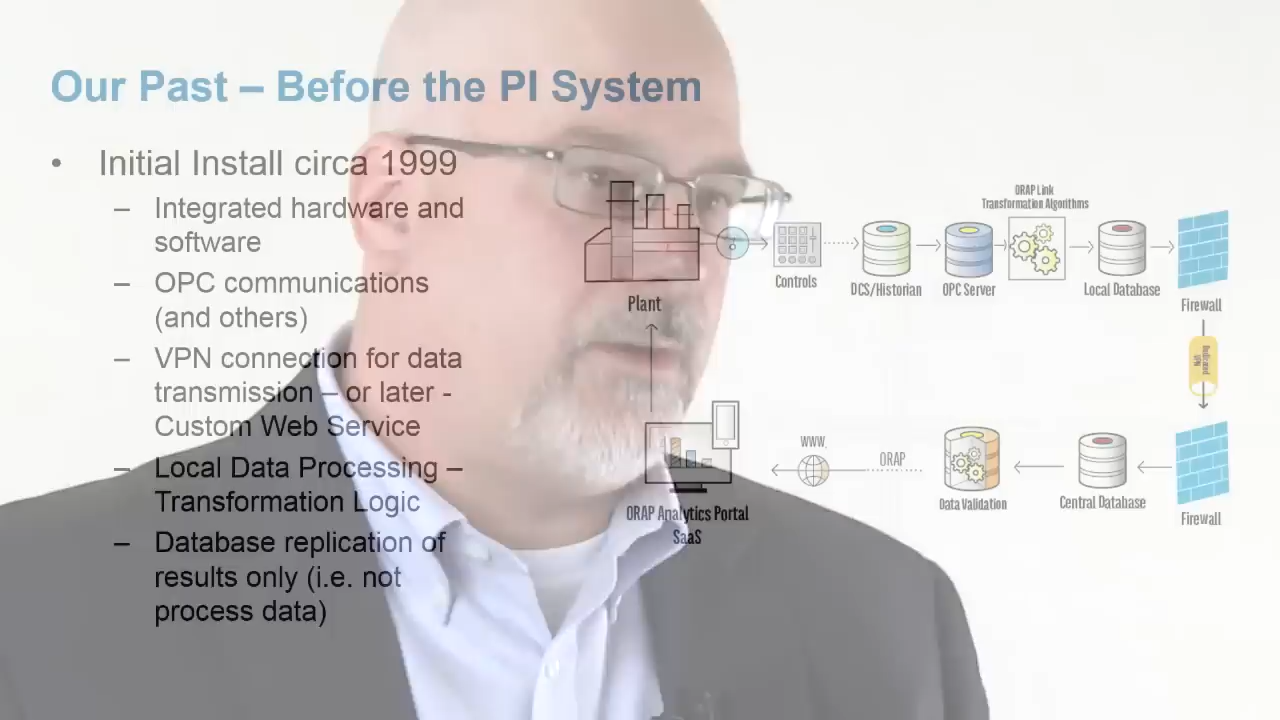 Our Past – Before the PI System
• Initial Install circa 1999
– Integrated hardware and
software
– OPC communications
(and others)
– VPN connection for data
transmission – or later -
Custom Web Service
– Local Data Processing –
Transformation Logic
– Database replication of
results only (i.e. not
process data)
ORAP Link
Transformation Algorithms
Plant
Controls
DCS/Historian
OPC Server
Local Database
Firewall
VPN
WWW.
ORAP
Data Validation
Central Database
Firewall
ORAP Analytics Portal
SaaS